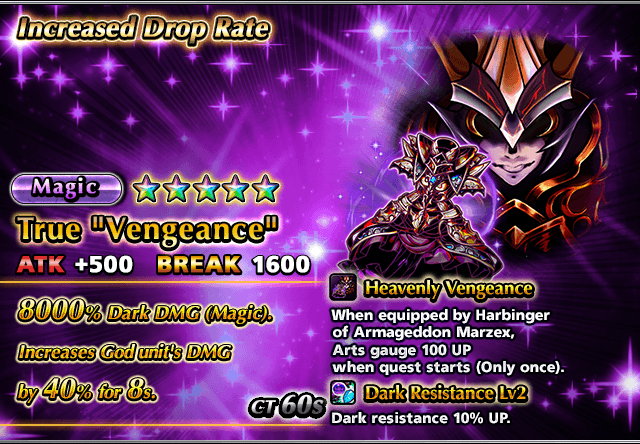 Increased Drop Rate
Magic
True "Vengeance"
ATK +500 BREAK 1600
8000% Dark DMG (Magic).
Increases God unit's DMG
by 40% for 8s.
CT 60s
Heavenly Vengeance
When equipped by Harbinger
of Armageddon Marzex,
Arts gauge 100 UP
when quest starts (Only once).
Dark Resistance Lv2
Dark resistance 10% UP.